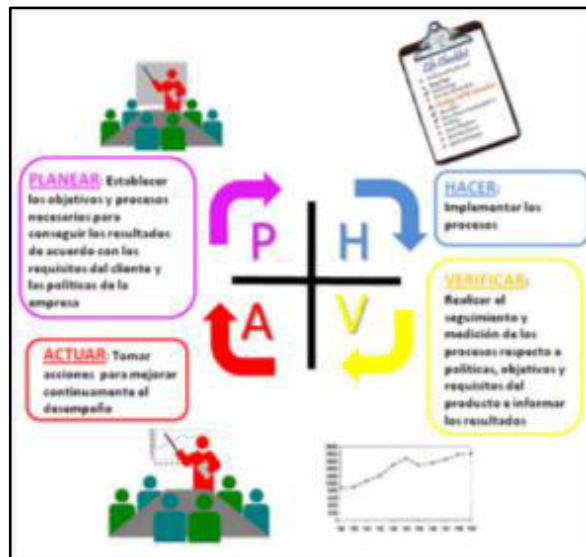 Life Checklist
PLANEAR: Establecer
los objetivos y procesos
necesarios para
conseguir los resultados
de acuerdo con los
requisitos del cliente y
las políticas de la
empresa
P
H
HACER:
Implementar los
procesos
A
V
VERIFICAR:
Realizar el
seguimiento y
medición de los
procesos respecto a
políticas, objetivos y
requisitos del
producto e informar
los resultados
ACTUAR: Tomar
acciones para mejorar
continuamente el
desempeño